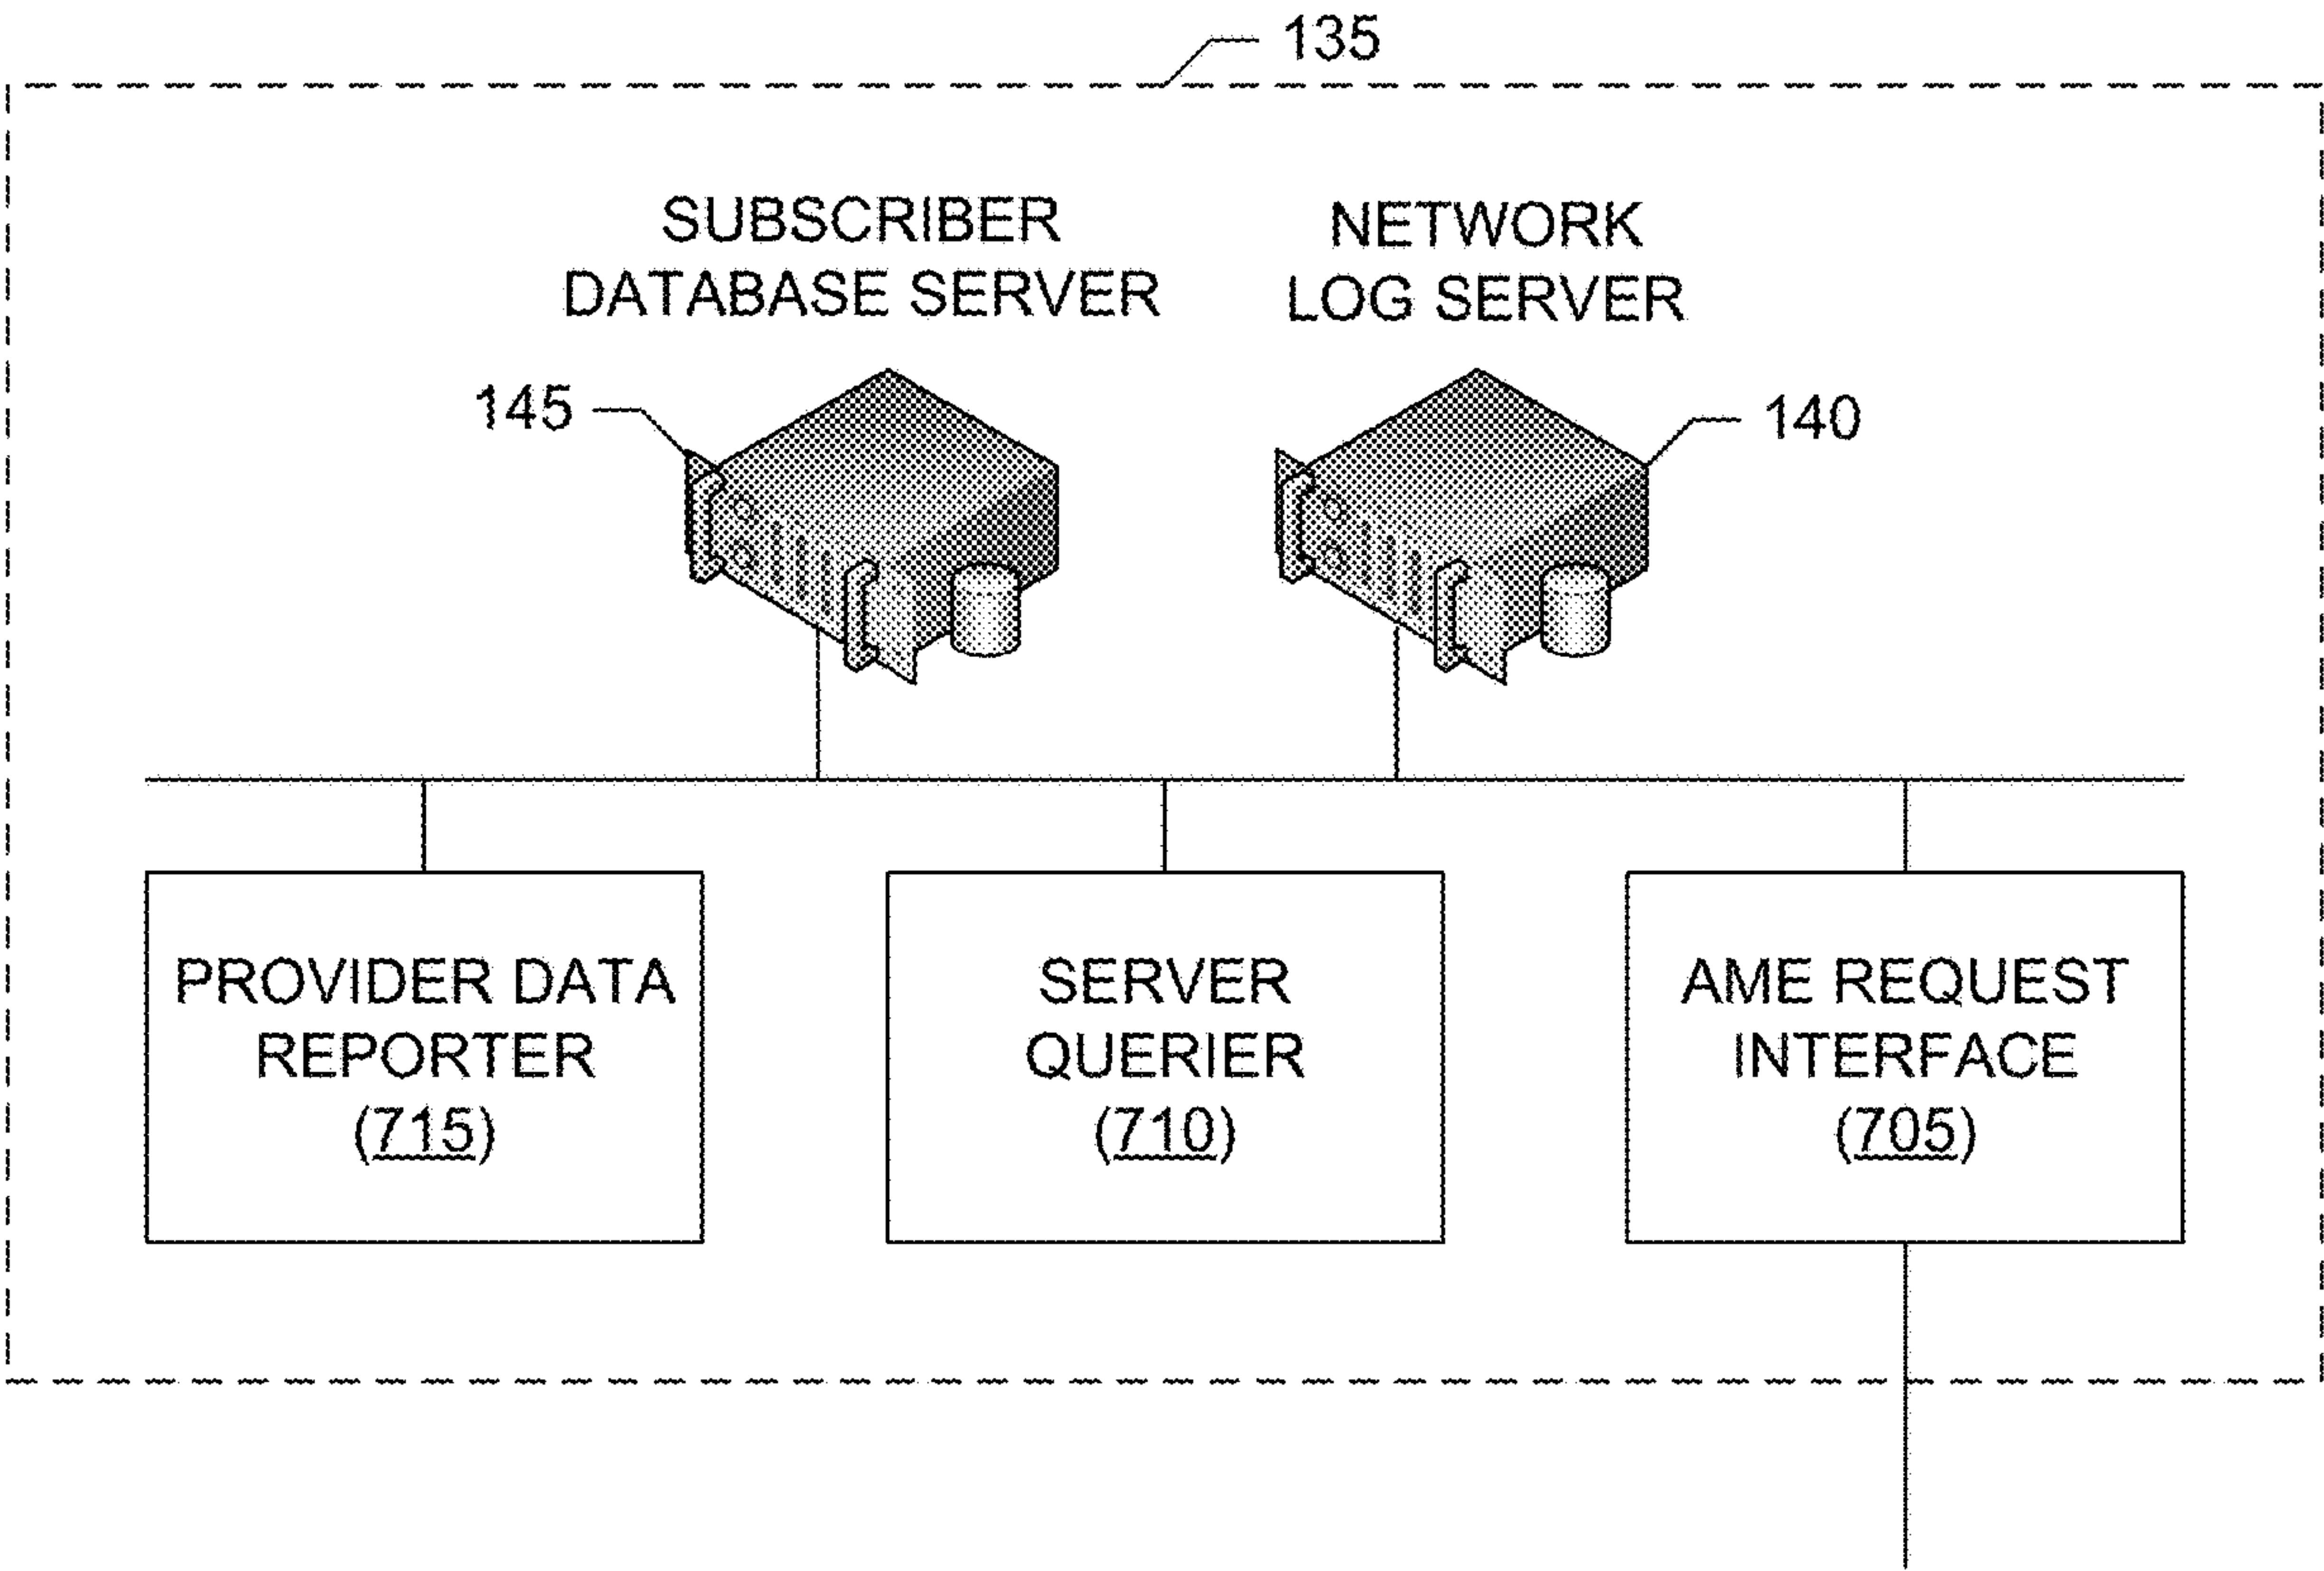 135
SUBSCRIBER
DATABASE SERVER
NETWORK
LOG SERVER
145
140
PROVIDER DATA
REPORTER
(715)
SERVER
QUERIER
(710)
AME REQUEST
INTERFACE
(705)